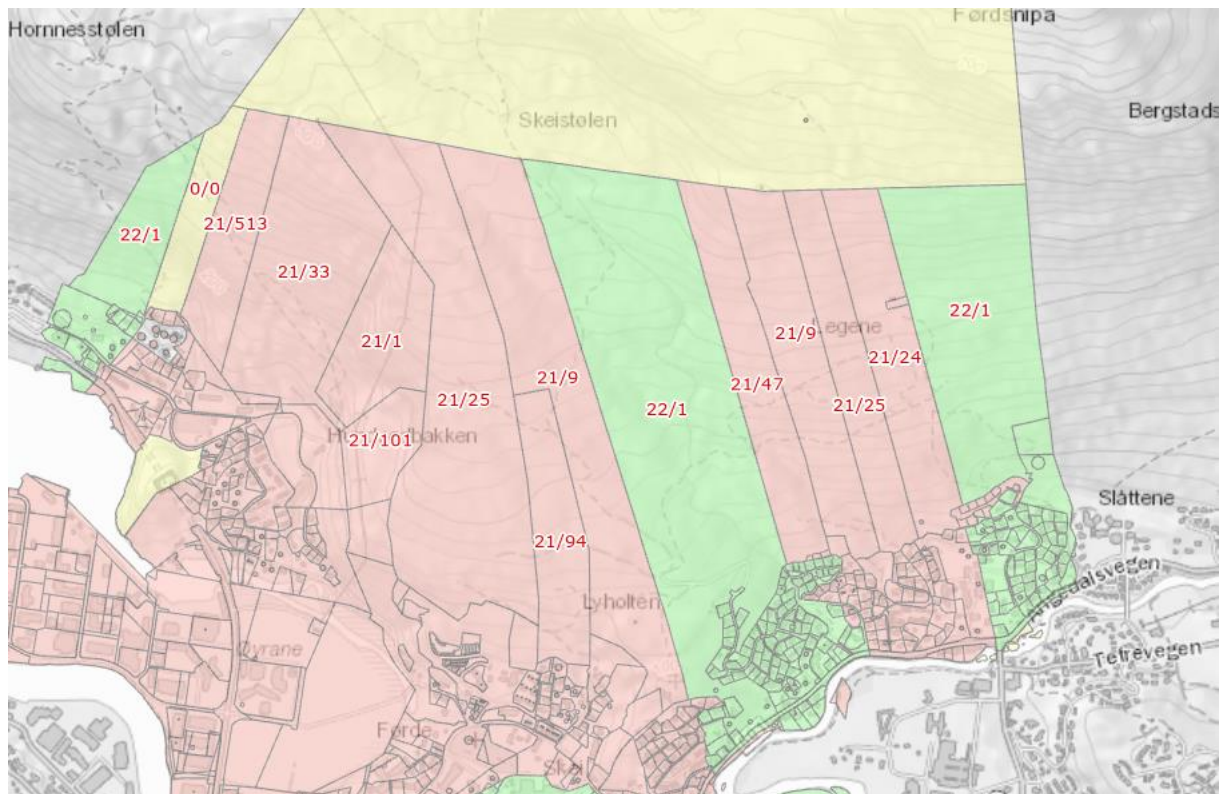 Hornnesstølen
Førdsnipa
Bergstads
Skeistølen
0/0
21/513
22/1
21/33
22/1
21/1
21/9
Legene
21/24
21/9
21/47
21/25
21/25
22/1
21/101
Slåttene
21/94
Lyholten
Øyrane
Tefrevegen
Førde